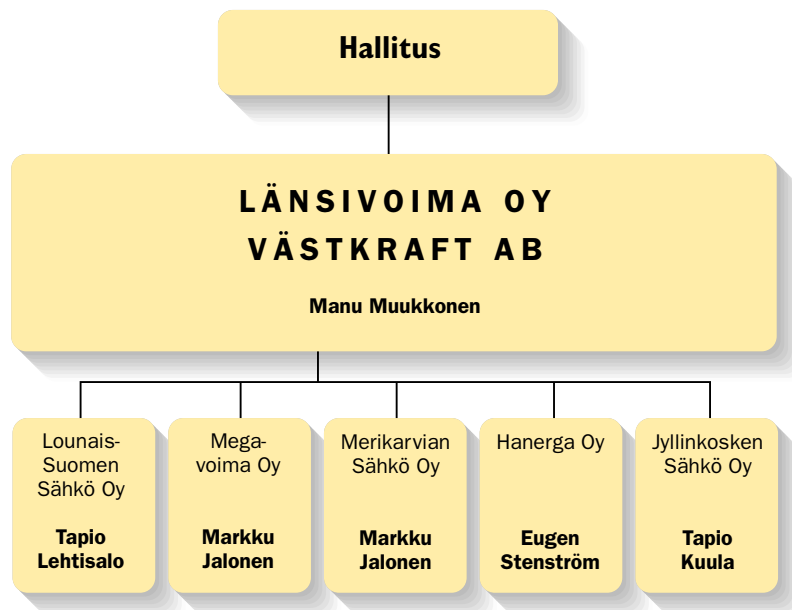 Hallitus
LÄNSIVOIMA OY
VÄSTKRAFT AB
Manu Muukkonen
Lounais-
Suomen
Sähkö Oy
Tapio
Lehtisalo
Mega-
voima Oy
Markku
Jalonen
Merikarvian
Sähkö Oy
Markku
Jalonen
Hanerga Oy
Eugen
Stenström
Jyllinkosken
Sähkö Oy
Tapio
Kuula